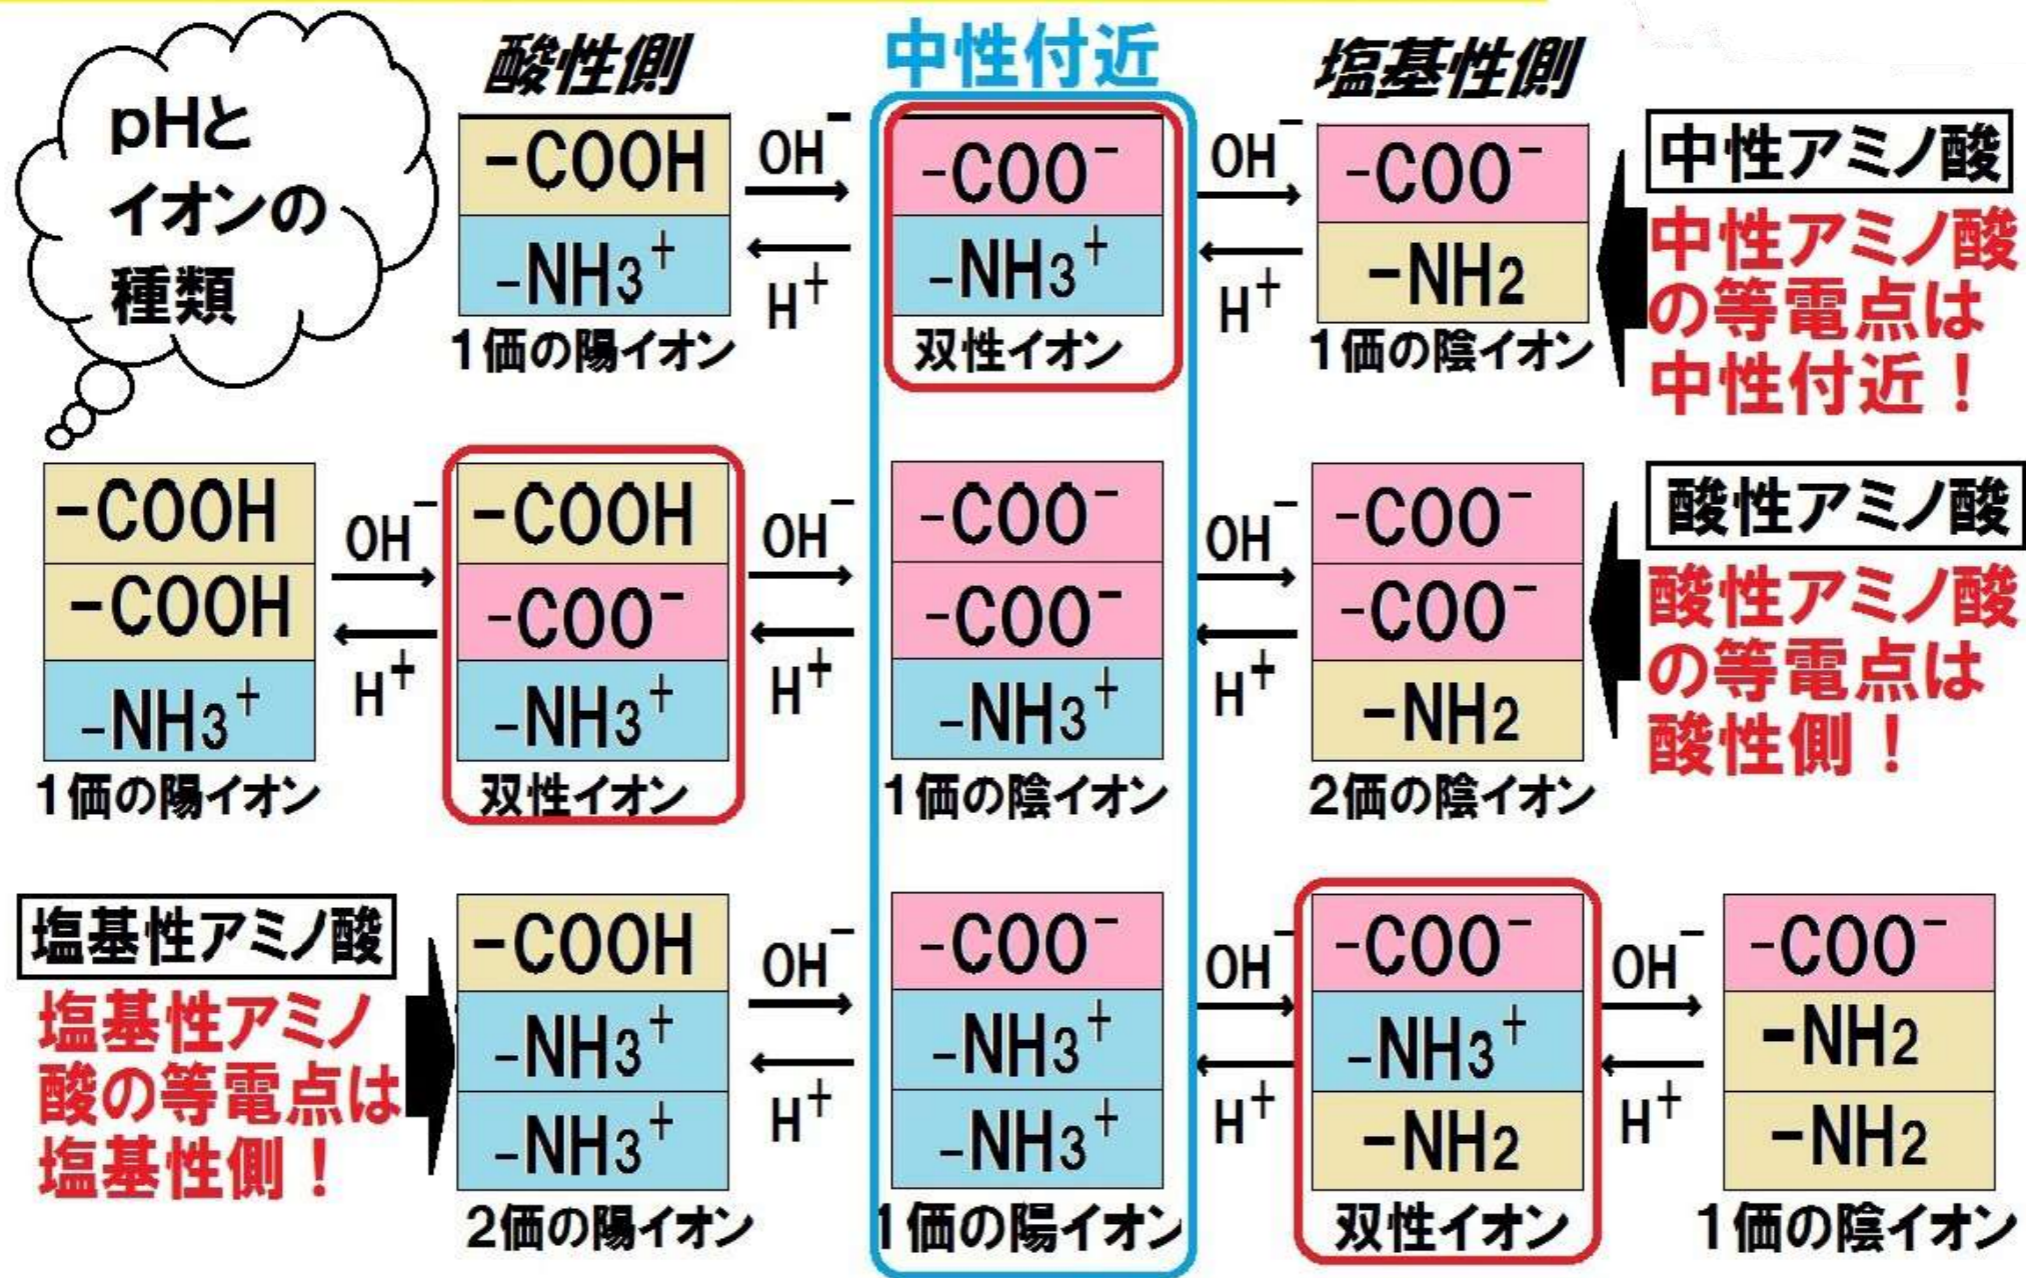 pHと
イオンの
種類
酸性側
中性付近
塩基性側
-COOH
-NH3+
1価の陽イオン
OH-
H+
-COO-
-NH3+
双性イオン
OH-
H+
-COO-
-NH2
1価の陰イオン
中性アミノ酸
中性アミノ酸
の等電点は
中性付近！
-COOH
-COOH
-NH3+
1価の陽イオン
OH-
H+
-COOH
-COO-
-NH3+
双性イオン
OH-
H+
-COO-
-COO-
-NH3+
1価の陰イオン
OH-
H+
-COO-
-COO-
-NH2
2価の陰イオン
酸性アミノ酸
酸性アミノ酸
の等電点は
酸性側！
塩基性アミノ酸
塩基性アミノ
酸の等電点は
塩基性側！
-COOH
-NH3+
-NH3+
2価の陽イオン
OH-
H+
-COO-
-NH3+
-NH3+
1価の陽イオン
OH-
H+
-COO-
-NH3+
-NH2
双性イオン
OH-
H+
-COO-
-NH2
-NH2
1価の陰イオン